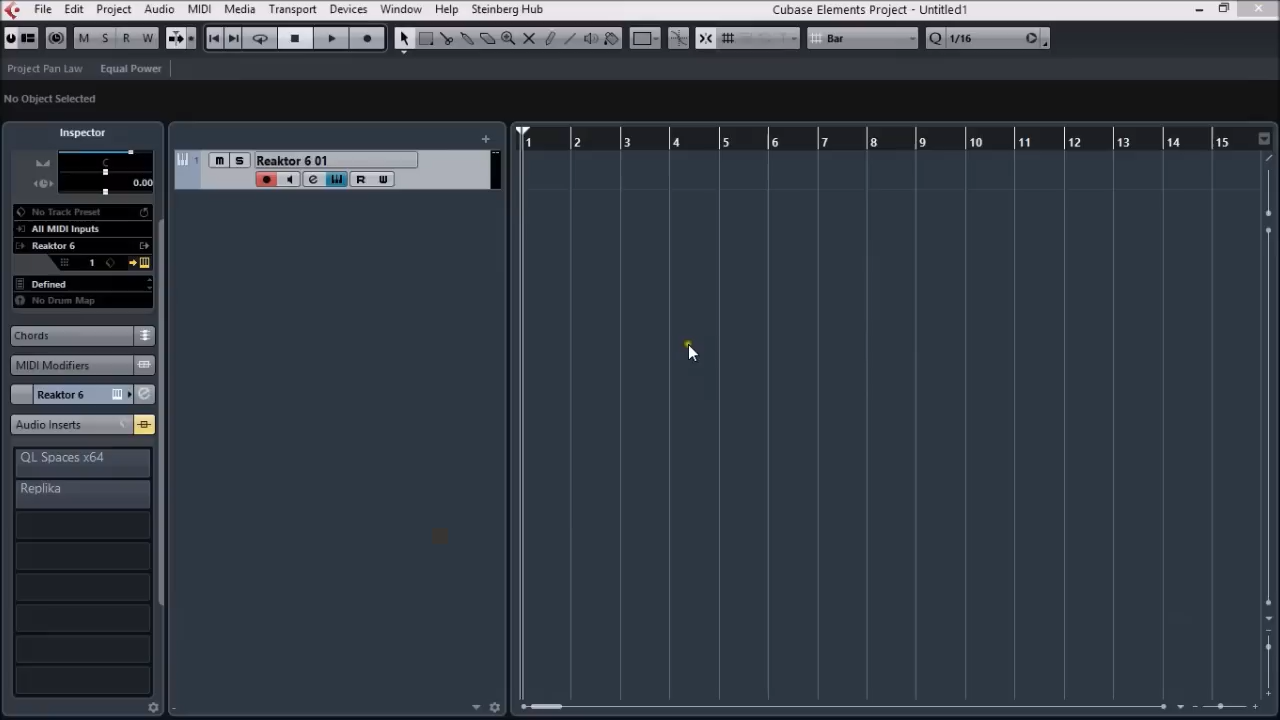 File Edit Project Audio MIDI Media Transport Devices Window Help Steinberg Hub Cubase Elements Project - Untitled1
M S R W Bar Q 1/16
Project Pan Law Equal Power
No Object Selected
Inspector
C
0.00
No Track Preset
All MIDI Inputs
Reaktor 6
1
Defined
No Drum Map
Chords
MIDI Modifiers
Reaktor 6
Audio Inserts
QL Spaces x64
Replika
1 m S Reaktor 6 01
e R W
1 2 3 4 5 6 7 8 9 10 11 12 13 14 15